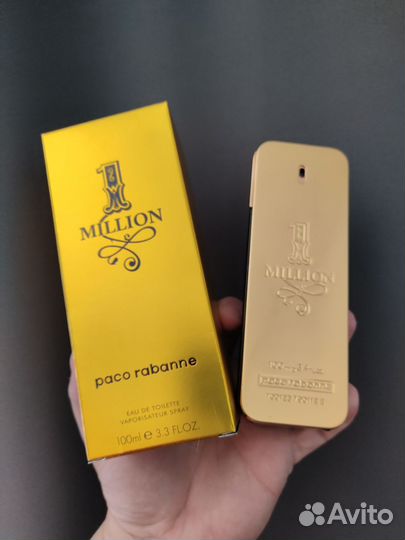 1
MILLION
paco rabanne
EAU DE TOILETTE
VAPORISATEUR SPRAY
100ml e 3.3 FL.OZ.
1
MILLION
paco rabanne
Avito